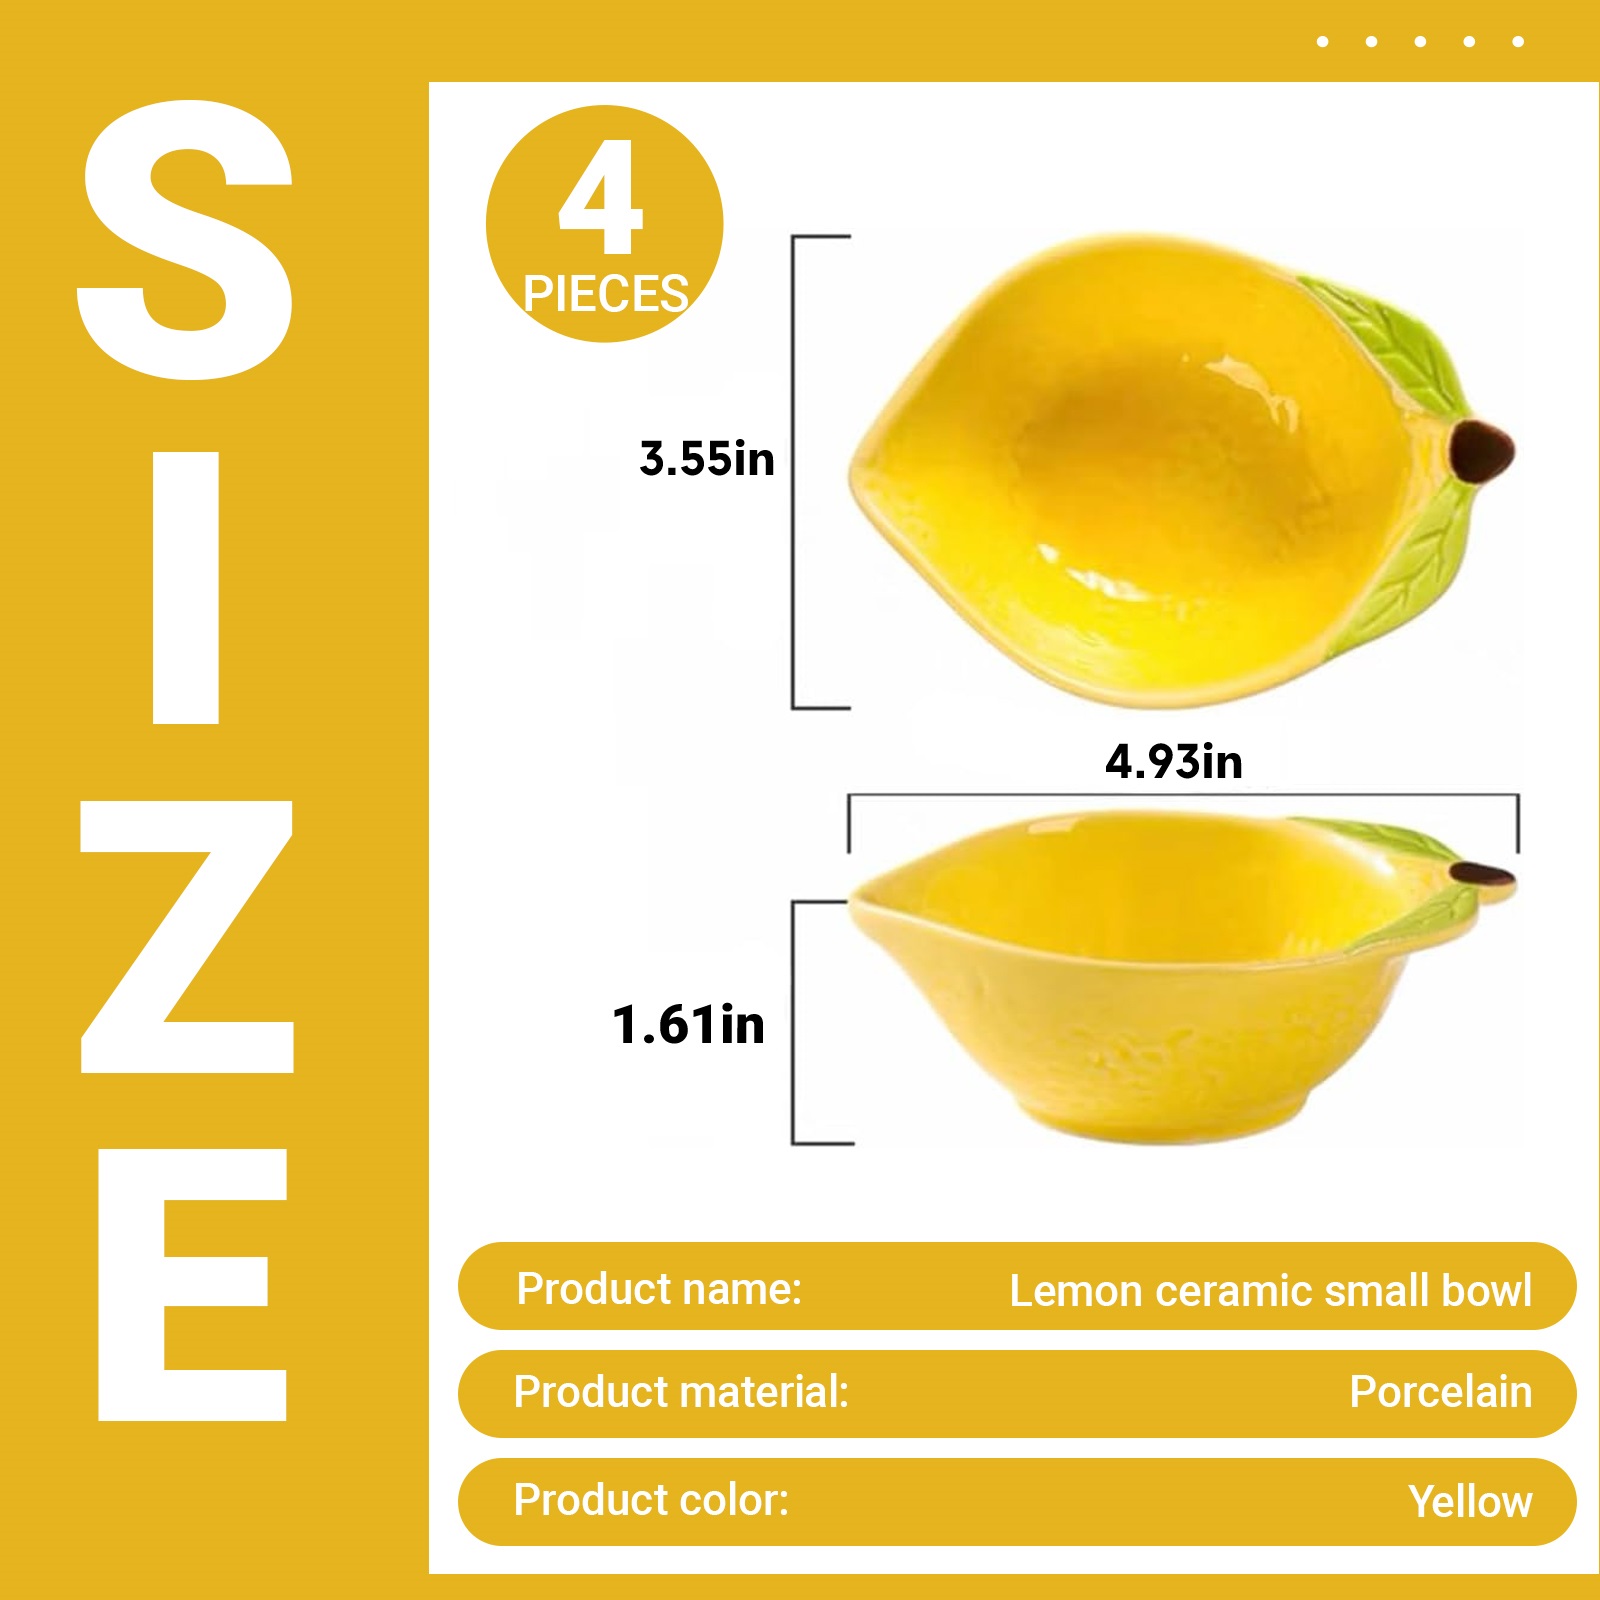 SIZE
4
PIECES
3.55in
4.93in
1.61in
Product name: Lemon ceramic small bowl
Product material: Porcelain
Product color: Yellow